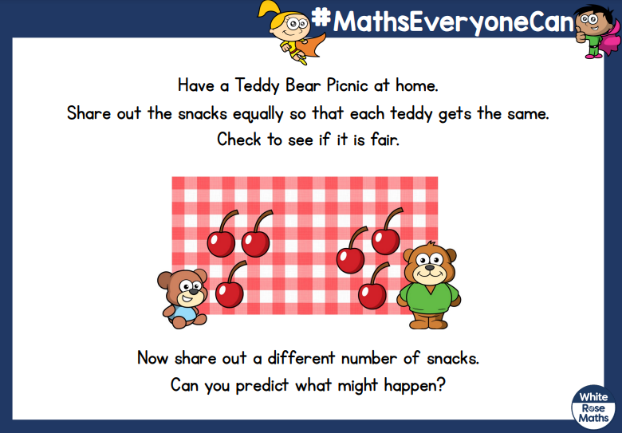 #MathsEveryoneCan
Have a Teddy Bear Picnic at home.
Share out the snacks equally so that each teddy gets the same.
Check to see if it is fair.
Now share out a different number of snacks.
Can you predict what might happen?
White
Rose
Maths